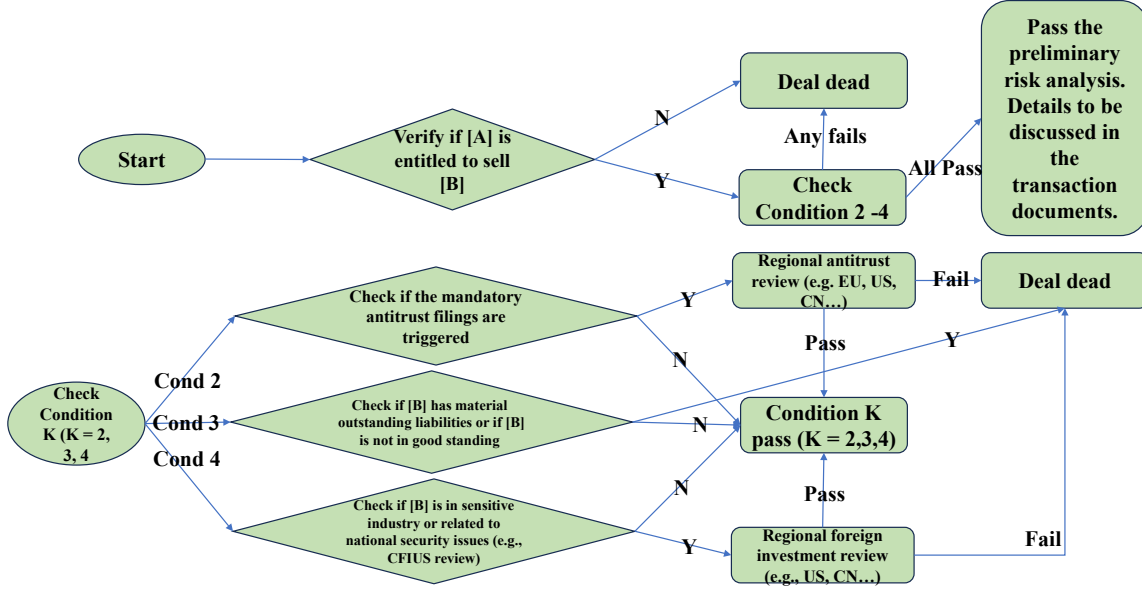 Start
Verify if [A] is
entitled to sell
[B]
N
Y
Deal dead
Any fails
Check
Condition 2 -4
All Pass
Pass the
preliminary
risk analysis.
Details to be
discussed in
the
transaction
documents.
Check
Condition
K (K = 2,
3, 4
Cond 2
Cond 3
Cond 4
Check if the mandatory
antitrust filings are
triggered
Y
N
Regional antitrust
review (e.g. EU, US,
CN…)
Fail
Deal dead
Pass
Check if [B] has material
outstanding liabilities or if [B]
is not in good standing
Y
N
Condition K
pass (K = 2,3,4)
Check if [B] is in sensitive
industry or related to
national security issues (e.g.,
CFIUS review)
N
Y
Pass
Regional foreign
investment review
(e.g., US, CN…)
Fail